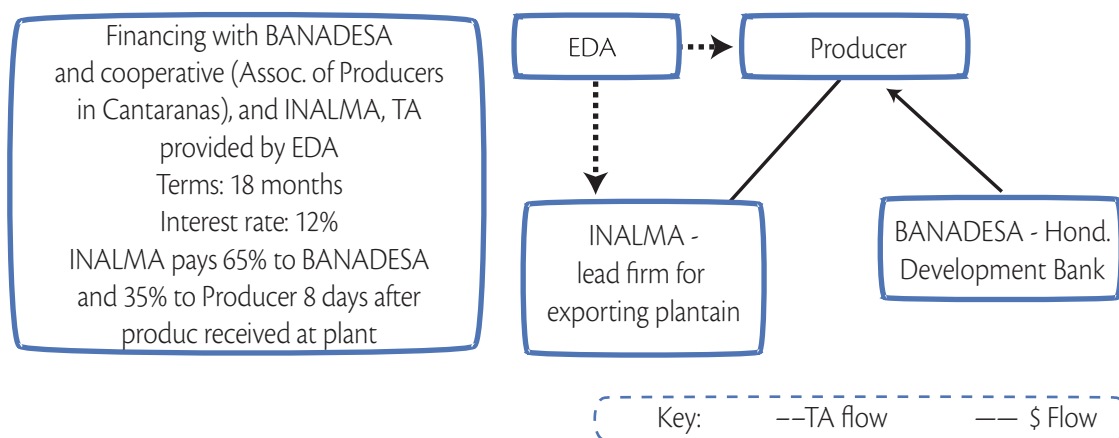 Financing with BANADESA
and cooperative (Assoc. of Producers
in Cantaranas), and INALMA, TA
provided by EDA
Terms: 18 months
Interest rate: 12%
INALMA pays 65% to BANADESA
and 35% to Producer 8 days after
produc received at plant
EDA
Producer
INALMA -
lead firm for
exporting plantain
BANADESA - Hond.
Development Bank
Key: --TA flow —— $ Flow